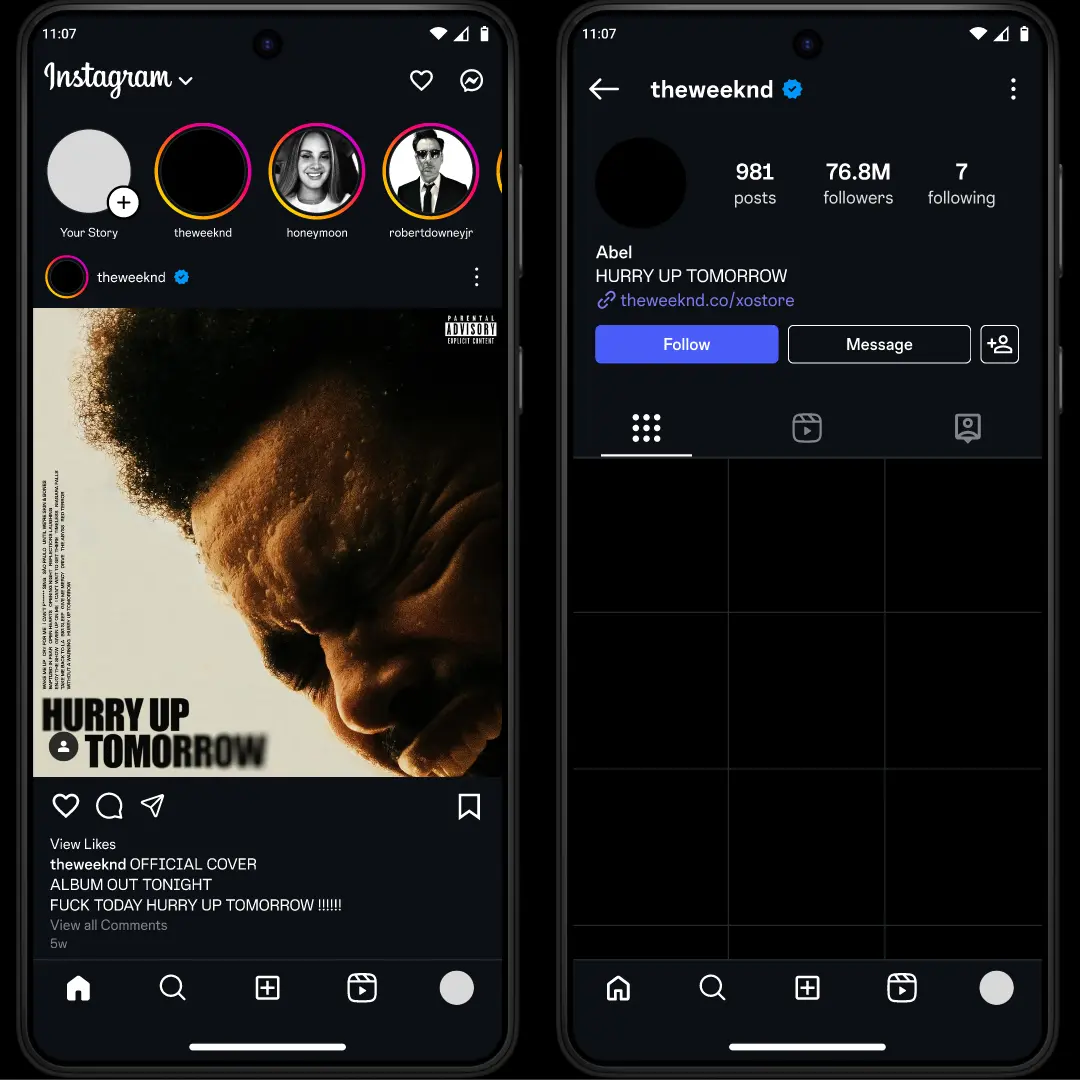 11:07
Instagram
Your Story
theweeknd
honeymoon
robertdowneyjr
theweeknd
PARENTAL
ADVISORY
EXPLICIT CONTENT
HURRY UP
TOMORROW
View Likes
theweeknd OFFICIAL COVER
ALBUM OUT TONIGHT
FUCK TODAY HURRY UP TOMORROW !!!!!!
View all Comments
5w
11:07
theweeknd
981
posts
76.8M
followers
7
following
Abel
HURRY UP TOMORROW
theweeknd.co/xostore
Follow
Message